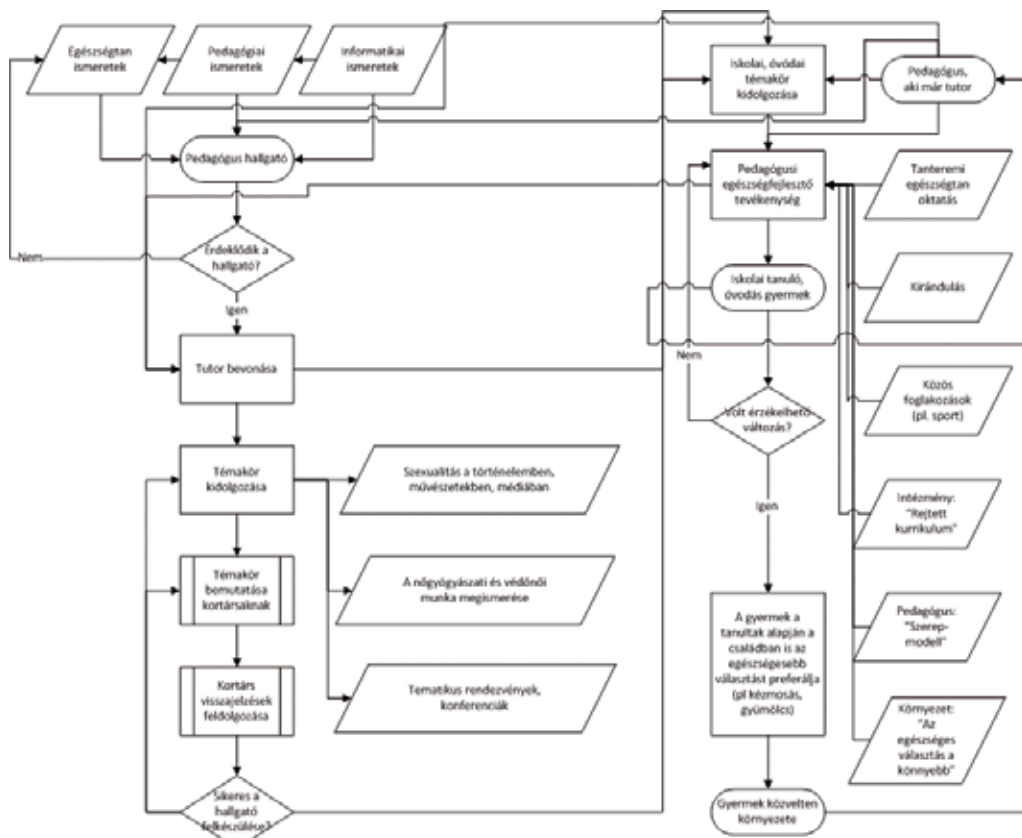 Egészségtan
ismeretek
Pedagógiai
ismeretek
Informatikai
ismeretek
Iskolai, óvódai
témakör
kidolgozása
Pedagógus,
aki már tutor
Pedagógus hallgató
Pedagógusi
egészségfejlesztő
tevékenység
Tantermi
egészségtan
oktatás
Nem
Érdeklődik a
hallgató?
Iskolai tanuló,
óvodás gyermek
Kirándulás
Igen
Tutor bevonása
Nem
Közös
foglakozások
(pl. sport)
Volt érzékelhető
változás?
Témakör
kidolgozása
Szexualitás a történelemben,
művészetekben, médiában
Igen
Intézmény:
"Rejtett
kurrikulum"
Témakör
bemutatása
kortársaknak
A nőgyógyászati és védőnői
munka megismerése
A gyermek a
tanultak alapján a
családban is az
egészségesebb
választást preferálja
(pl kézmosás,
gyümölcs)
Pedagógus:
"Szerep-
modell"
Kortárs
visszajelzések
feldolgozása
Tematikus rendezvények,
konferenciák
Környezet:
"Az
egészséges
választás a
könnyebb"
Sikeres a
hallgató
felkészülése?
Gyermek közvelten
környezete